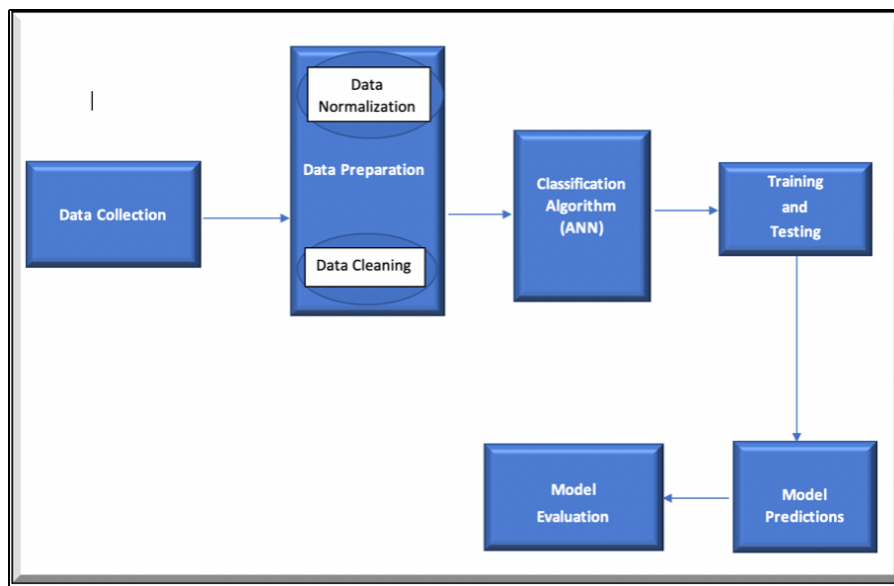 Data
Normalization
Data Preparation
Data Cleaning
Data Collection
Classification
Algorithm
(ANN)
Training
and
Testing
Model
Evaluation
Model
Predictions